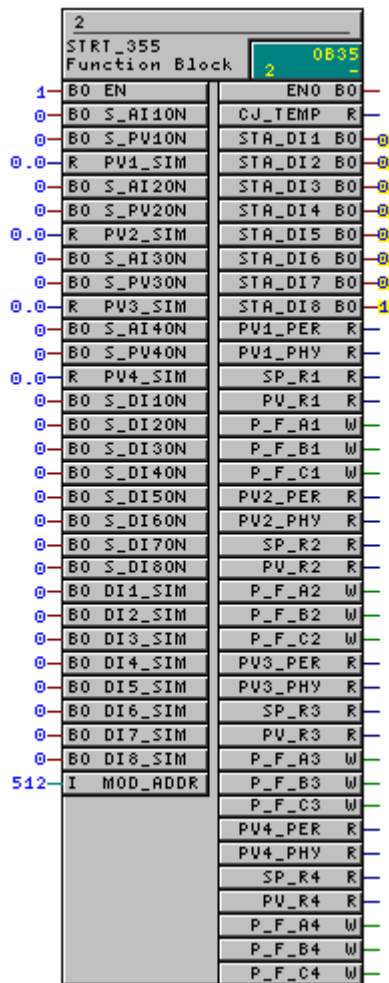 2
STRT_355
Function Block
OB35
2 -
1 BO EN ENO BO
0 BO S_AI1ON CJ_TEMP R
0 BO S_PV1ON STA_DI1 BO 0
0.0 R PV1_SIM STA_DI2 BO 0
0 BO S_AI2ON STA_DI3 BO 0
0 BO S_PV2ON STA_DI4 BO 0
0.0 R PV2_SIM STA_DI5 BO 0
0 BO S_AI3ON STA_DI6 BO 0
0 BO S_PV3ON STA_DI7 BO 0
0.0 R PV3_SIM STA_DI8 BO 1
0 BO S_AI4ON PV1_PER R
0 BO S_PV4ON PV1_PHY R
0.0 R PV4_SIM SP_R1 R
0 BO S_DI1ON PV_R1 R
0 BO S_DI2ON P_F_A1 W
0 BO S_DI3ON P_F_B1 W
0 BO S_DI4ON P_F_C1 W
0 BO S_DI5ON PV2_PER R
0 BO S_DI6ON PV2_PHY R
0 BO S_DI7ON SP_R2 R
0 BO S_DI8ON PV_R2 R
0 BO DI1_SIM P_F_A2 W
0 BO DI2_SIM P_F_B2 W
0 BO DI3_SIM P_F_C2 W
0 BO DI4_SIM PV3_PER R
0 BO DI5_SIM PV3_PHY R
0 BO DI6_SIM SP_R3 R
0 BO DI7_SIM PV_R3 R
0 BO DI8_SIM P_F_A3 W
512 I MOD_ADDR P_F_B3 W
P_F_C3 W
PV4_PER R
PV4_PHY R
SP_R4 R
PV_R4 R
P_F_A4 W
P_F_B4 W
P_F_C4 W